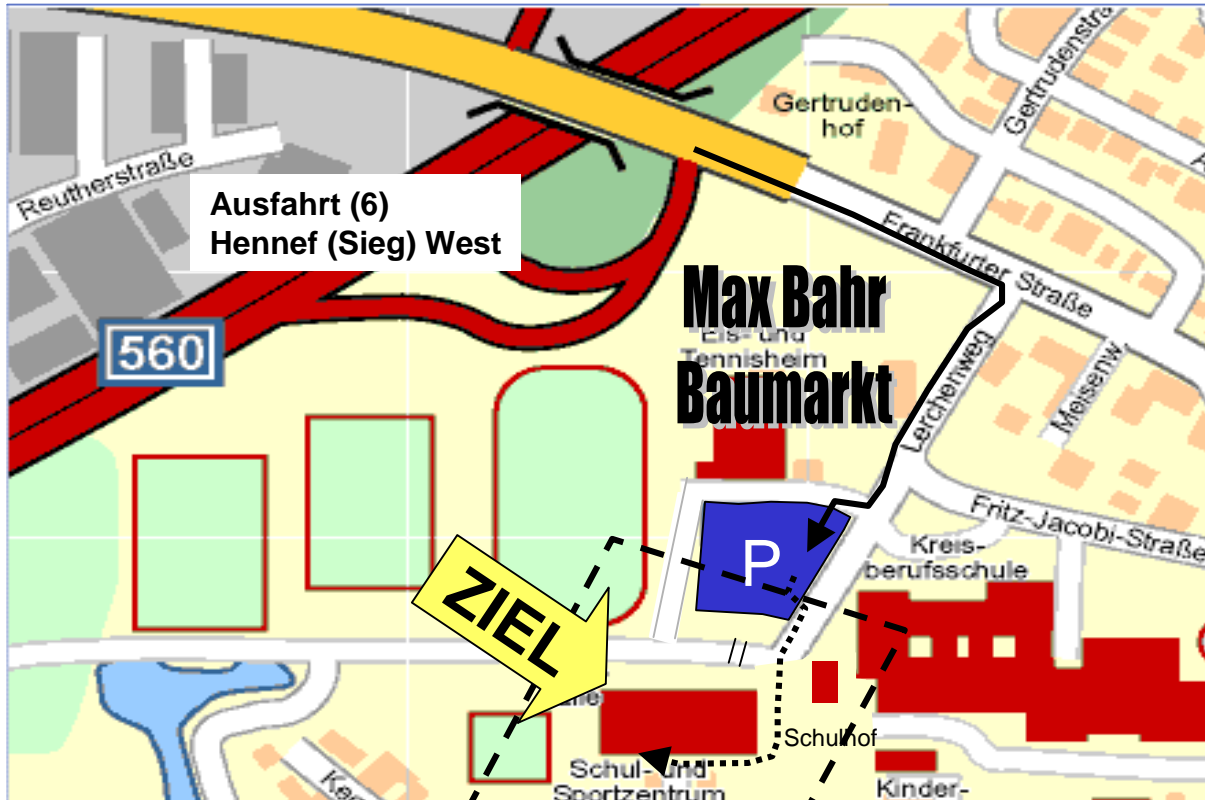 Gertruden-
hof
Gertrudenstra
Reutherstraße
Ausfahrt (6)
Hennef (Sieg) West
Frankfurter Straße
Max Bahr
Eis- und
Tennisheim
Baumarkt
560
Lerchenweg
Meisenw
Fritz-Jacobi-Straße
P
Kreis-
berufsschule
ZIEL
Schulhof
Schul- und
Sportzentrum
Kinder-